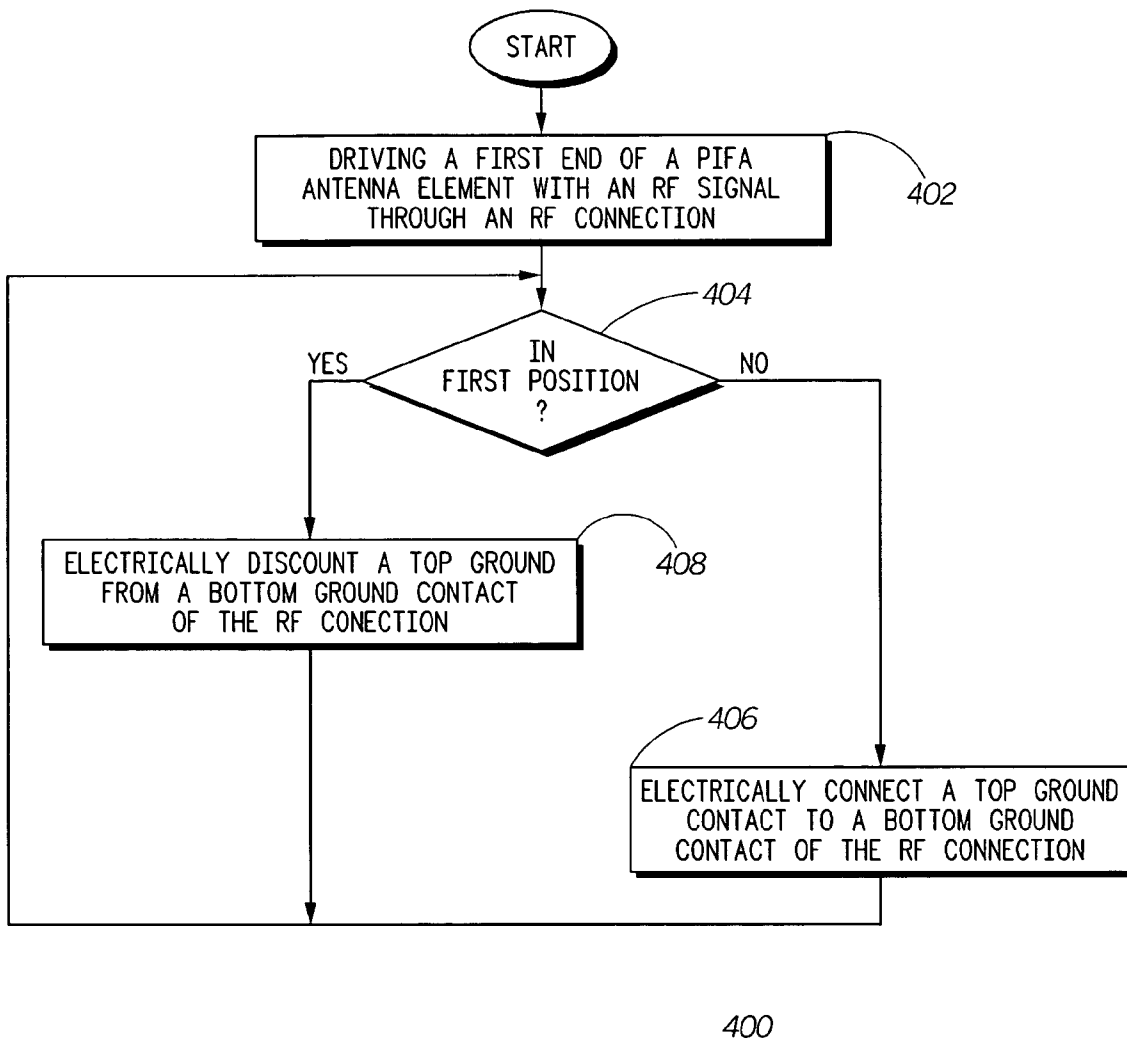 START
DRIVING A FIRST END OF A PIFA
ANTENNA ELEMENT WITH AN RF SIGNAL
THROUGH AN RF CONNECTION
402
404
IN
FIRST POSITION
?
YES
NO
ELECTRICALLY DISCOUNT A TOP GROUND
FROM A BOTTOM GROUND CONTACT
OF THE RF CONECTION
408
406
ELECTRICALLY CONNECT A TOP GROUND
CONTACT TO A BOTTOM GROUND
CONTACT OF THE RF CONNECTION
400